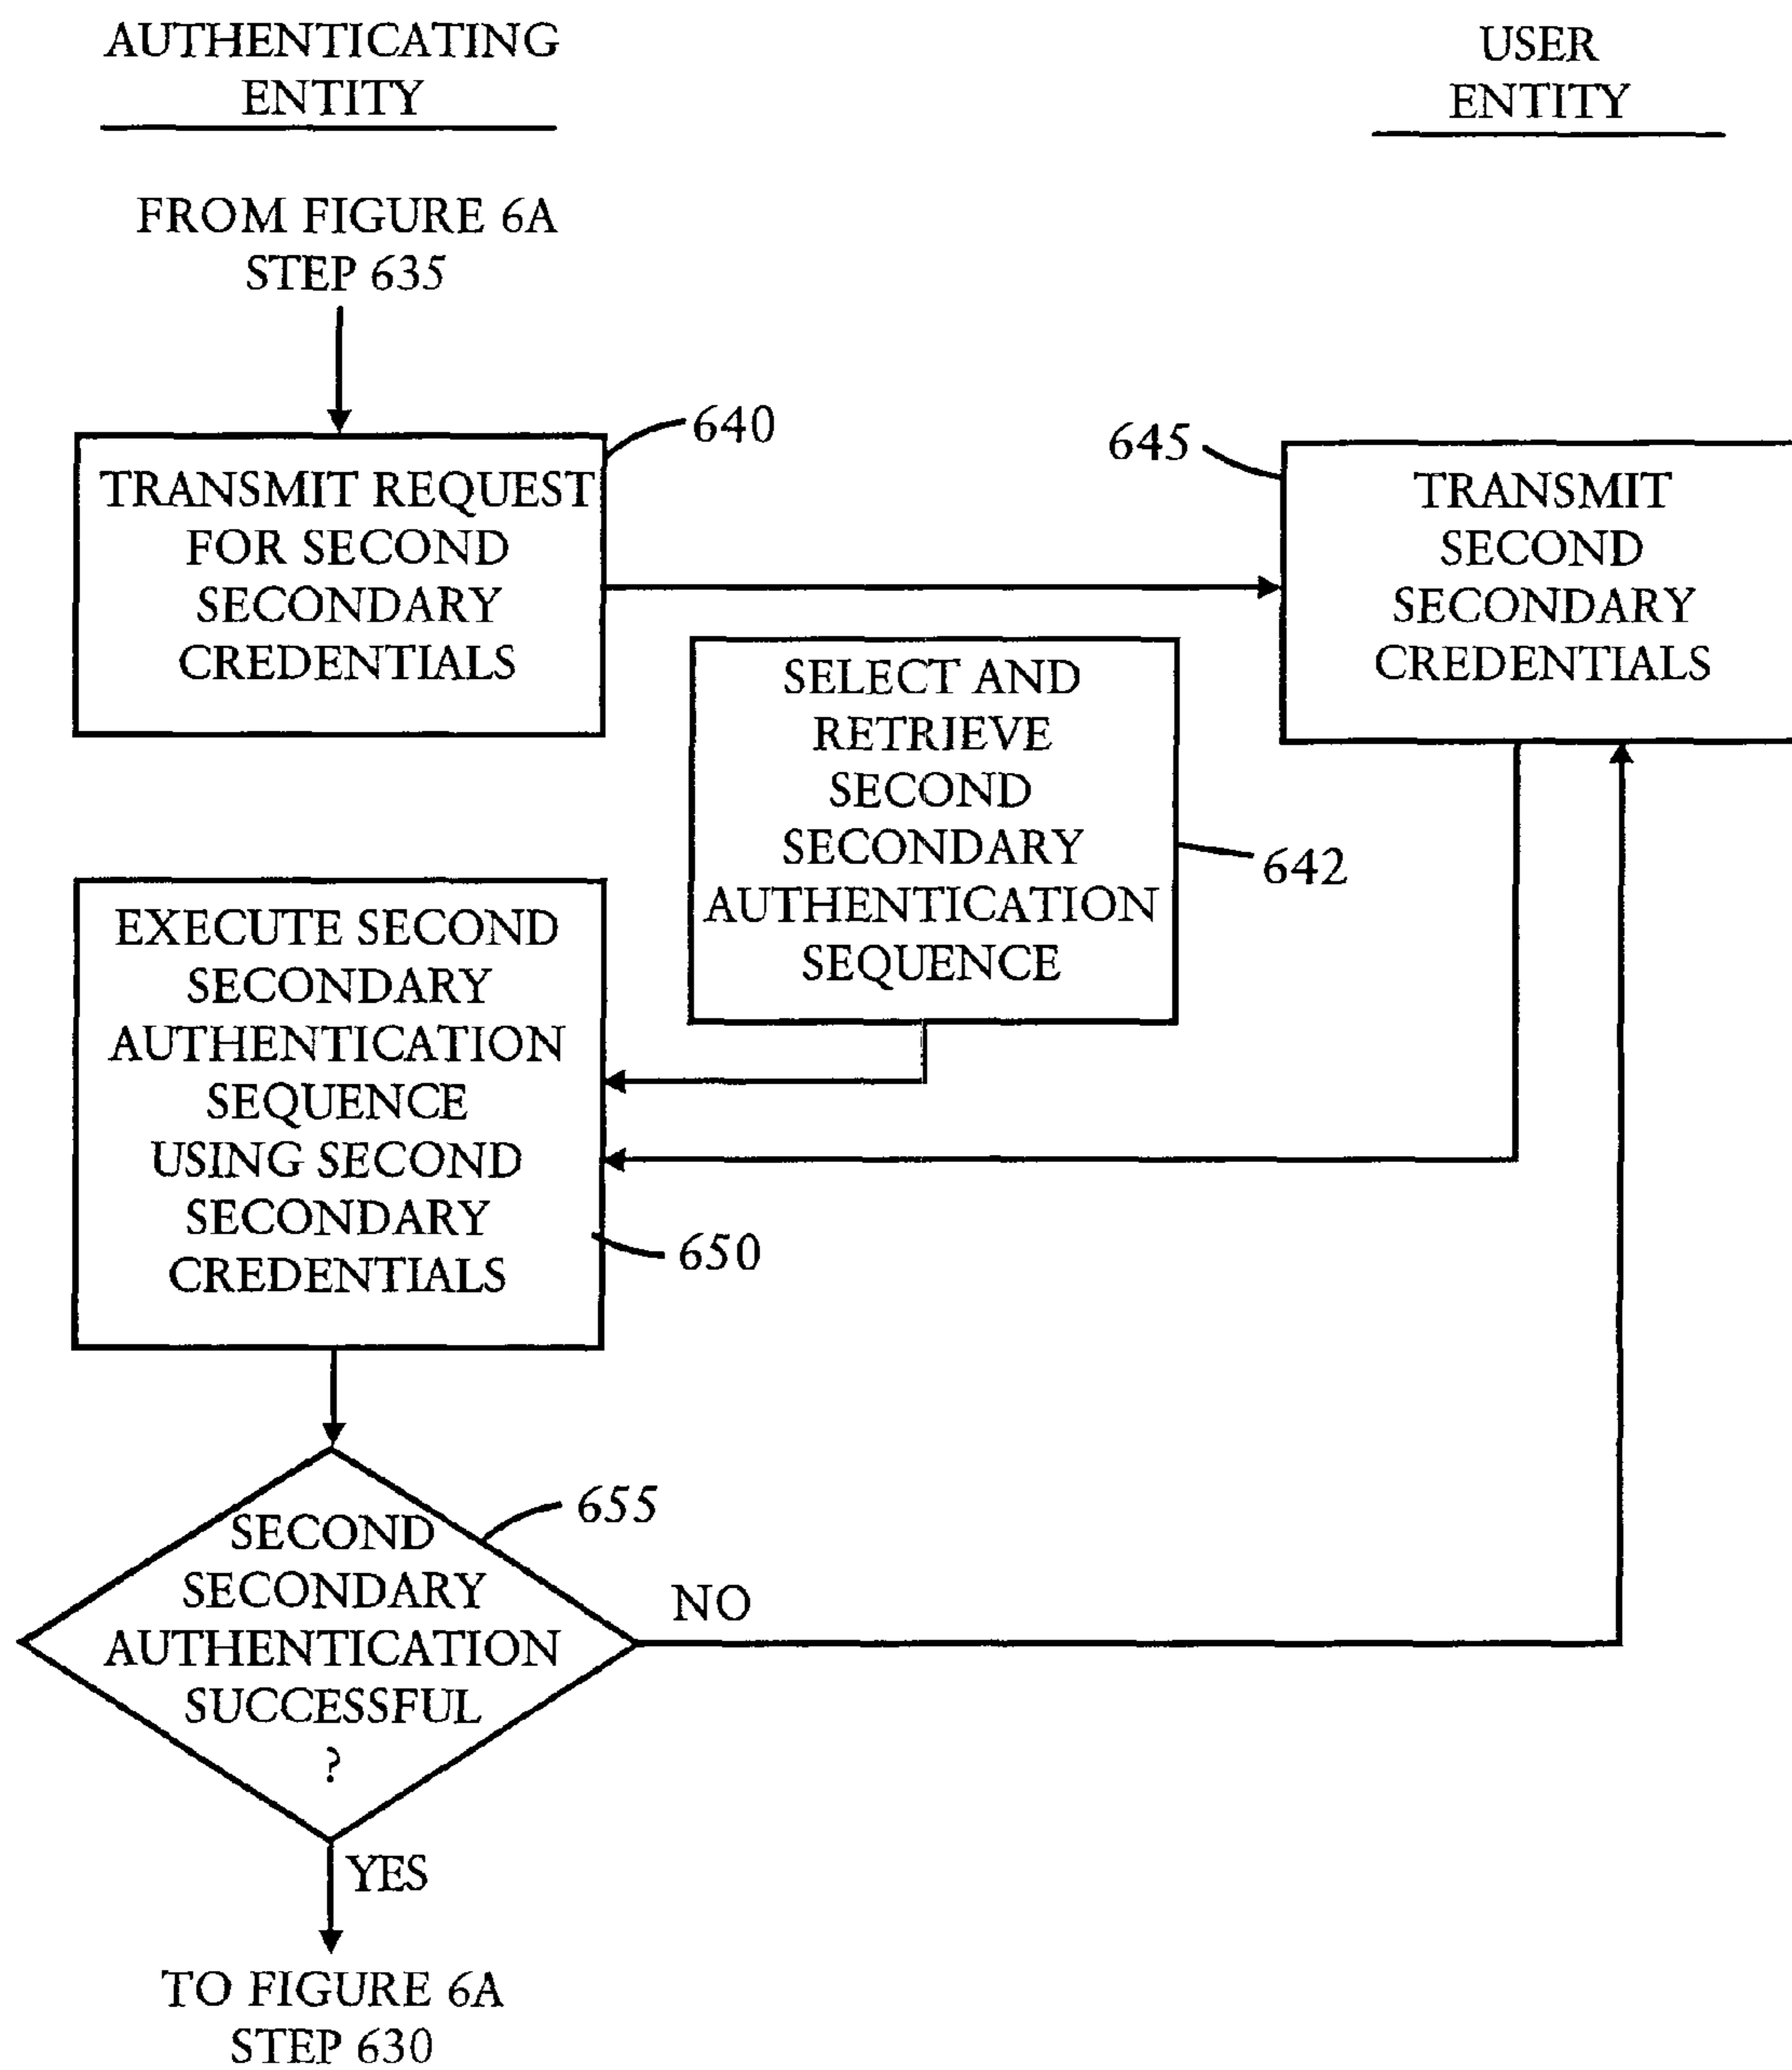 AUTHENTICATING
ENTITY
USER
ENTITY
FROM FIGURE 6A
STEP 635
640
TRANSMIT REQUEST
FOR SECOND
SECONDARY
CREDENTIALS
645
TRANSMIT
SECOND
SECONDARY
CREDENTIALS
SELECT AND
RETRIEVE
SECOND
SECONDARY
AUTHENTICATION
SEQUENCE
642
EXECUTE SECOND
SECONDARY
AUTHENTICATION
SEQUENCE
USING SECOND
SECONDARY
CREDENTIALS
650
655
SECOND
SECONDARY
AUTHENTICATION
SUCCESSFUL
?
NO
YES
TO FIGURE 6A
STEP 630